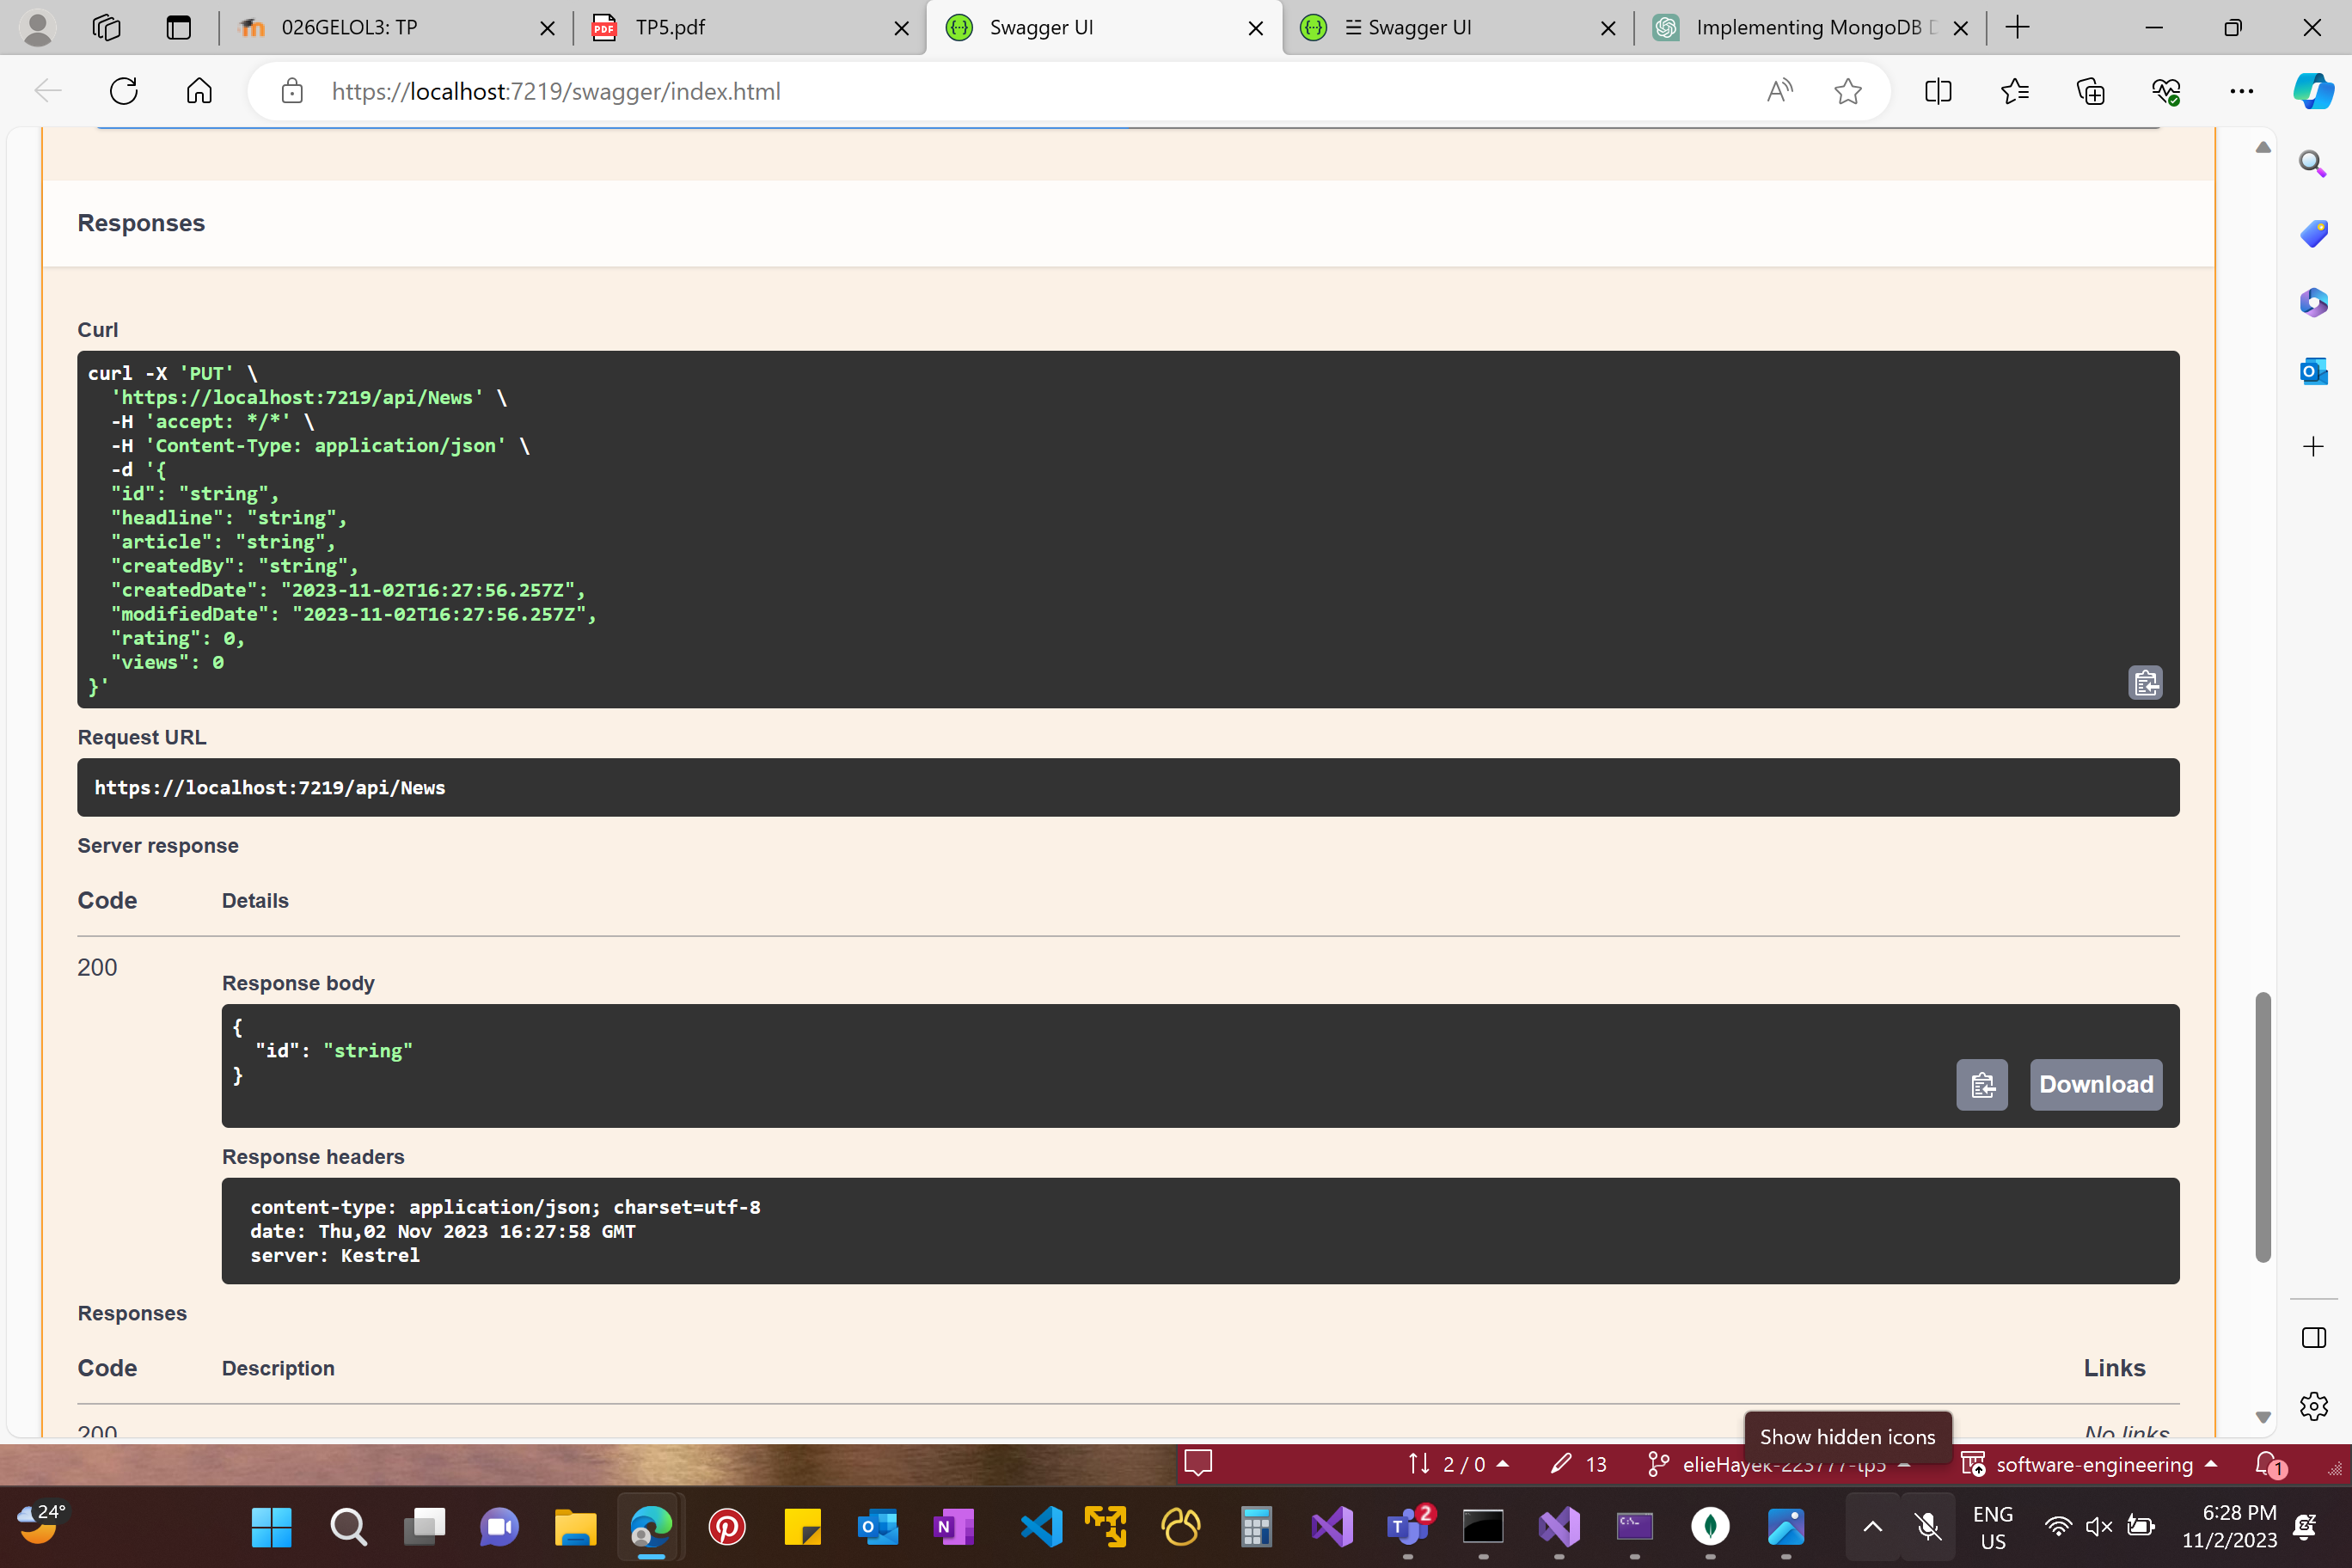 026GELOL3: TP
TP5.pdf
Swagger UI
☰ Swagger UI
Implementing MongoDB
https://localhost:7219/swagger/index.html
Responses
Curl
curl -X 'PUT' \
'https://localhost:7219/api/News' \
-H 'accept: */*' \
-H 'Content-Type: application/json' \
-d '{
"id": "string",
"headline": "string",
"article": "string",
"createdBy": "string",
"createdDate": "2023-11-02T16:27:56.257Z",
"modifiedDate": "2023-11-02T16:27:56.257Z",
"rating": 0,
"views": 0
}'
Request URL
https://localhost:7219/api/News
Server response
Code Details
200
Response body
{
"id": "string"
}
Download
Response headers
content-type: application/json; charset=utf-8
date: Thu,02 Nov 2023 16:27:58 GMT
server: Kestrel
Responses
Code Description Links
200 No links
Show hidden icons
2 / 0 13 elieHayek-223777-tp5 software-engineering 1
24°
2
ENG
US
6:28 PM
11/2/2023